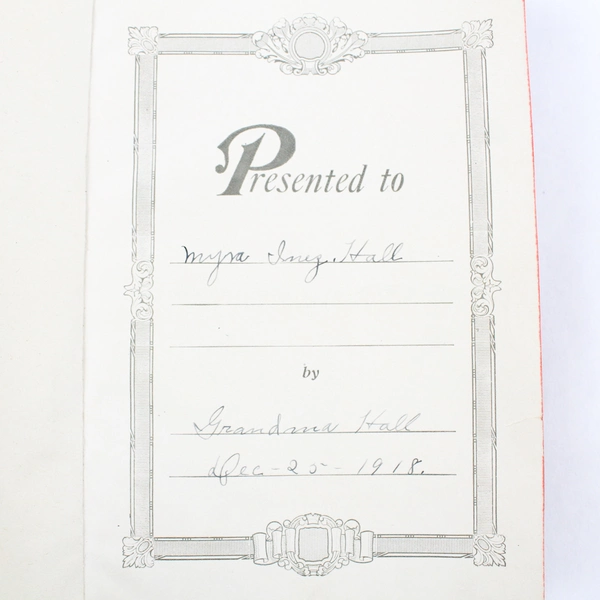 Presented to
Myra Inez Hall
by
Grandma Hall
Dec - 25 - 1918.